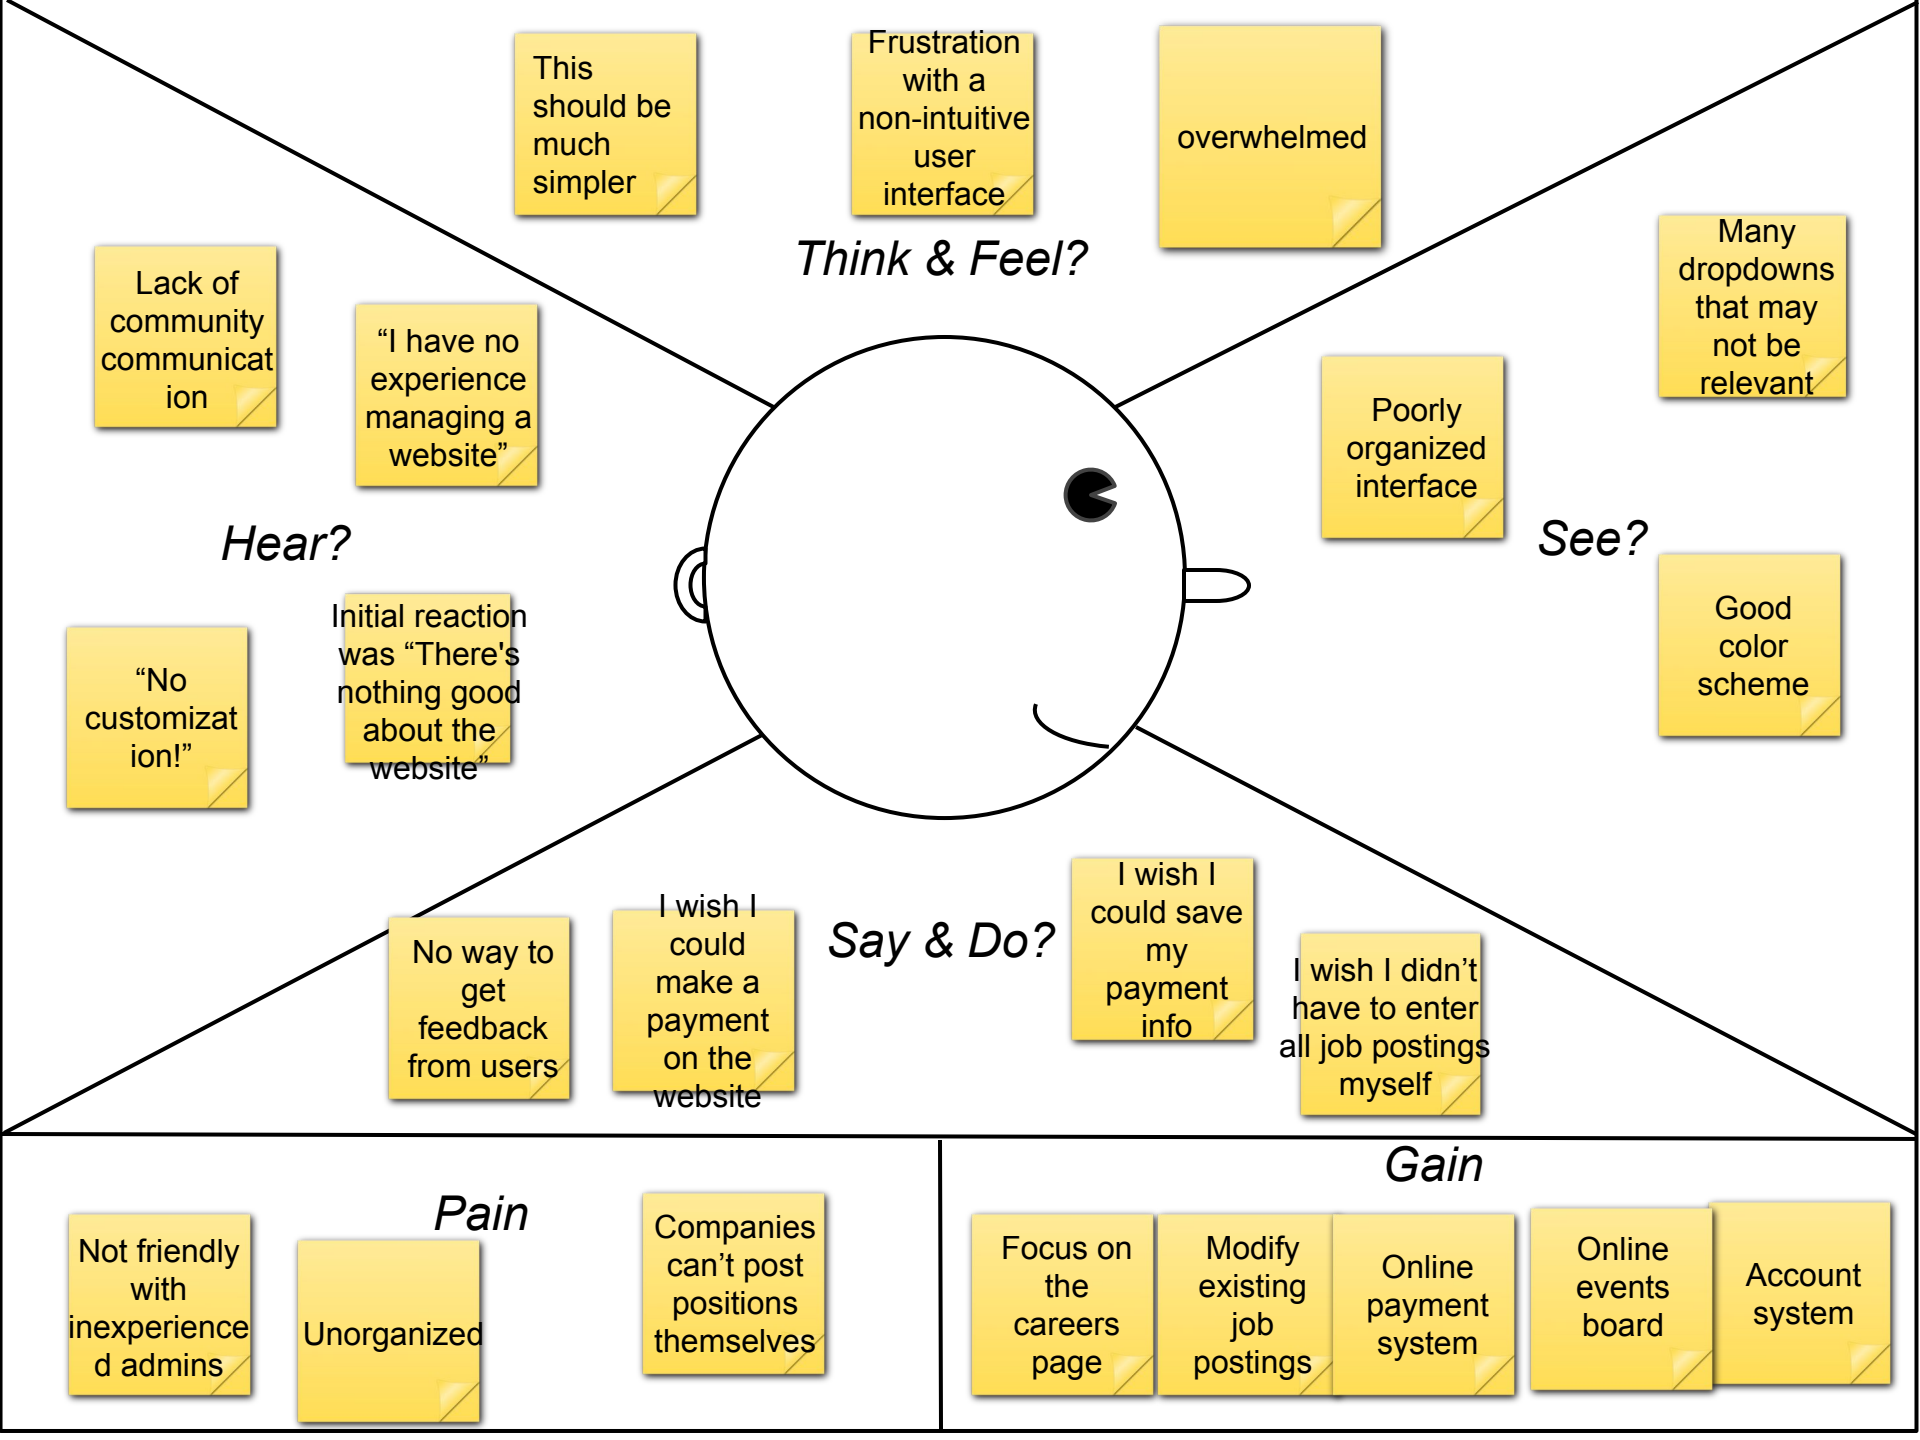 This
should be
much
simpler
Frustration
with a
non-intuitive
user
interface
overwhelmed
Think & Feel?
Lack of
community
communicat
ion
“I have no
experience
managing a
website”
Hear?
“No
customizat
ion!”
Initial reaction
was “There's
nothing good
about the
website”
Many
dropdowns
that may
not be
relevant
Poorly
organized
interface
See?
Good
color
scheme
No way to
get
feedback
from users
I wish I
could
make a
payment
on the
website
Say & Do?
I wish I
could save
my
payment
info
I wish I didn’t
have to enter
all job postings
myself
Pain
Not friendly
with
inexperience
d admins
Unorganized
Companies
can’t post
positions
themselves
Gain
Focus on
the
careers
page
Modify
existing
job
postings
Online
payment
system
Online
events
board
Account
system